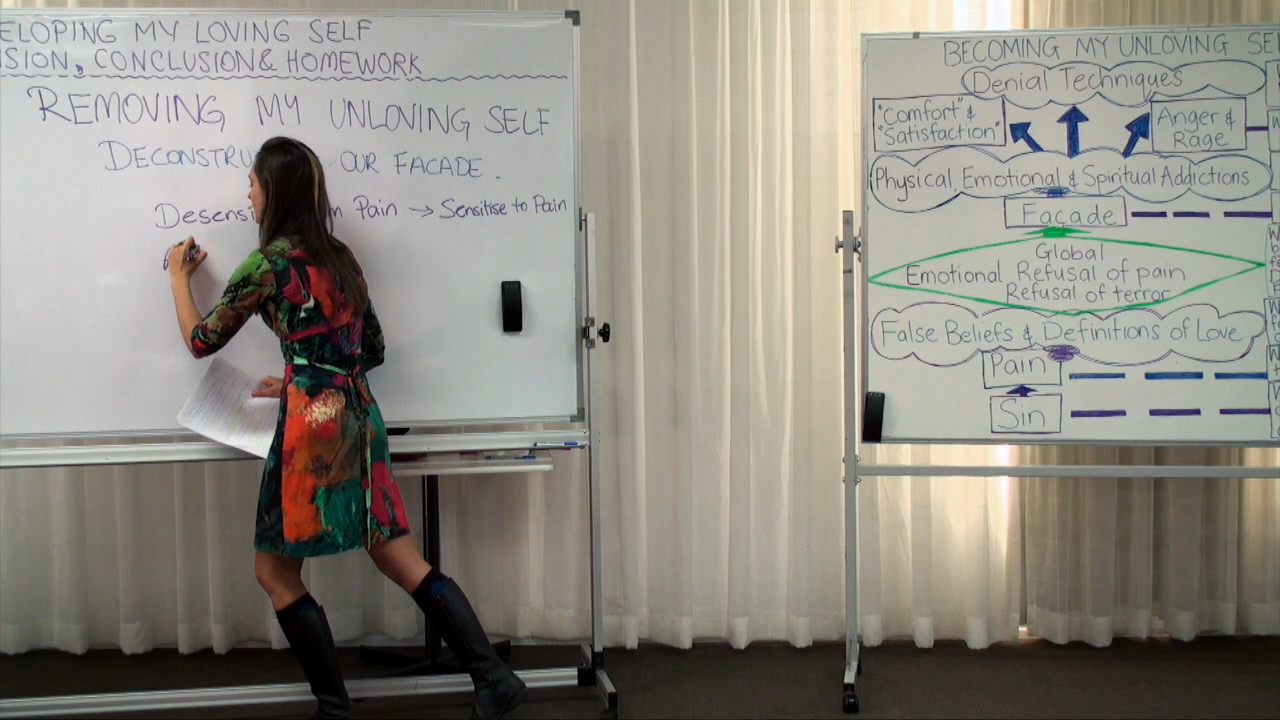 ELOPING MY LOVING SELF
ISION, CONCLUSION & HOMEWORK
REMOVING MY UNLOVING SELF
DECONSTRU OUR FACADE.
Desensi Pain → Sensitise to Pain
BECOMING MY UNLOVING SE
Denial Techniques
"Comfort" &
"Satisfaction"
Anger &
Rage
Physical Emotional & Spiritual Addictions
Façade
Global
Emotional Refusal of pain
Refusal of terror
False Beliefs & Definitions of Love
Pain
Sin